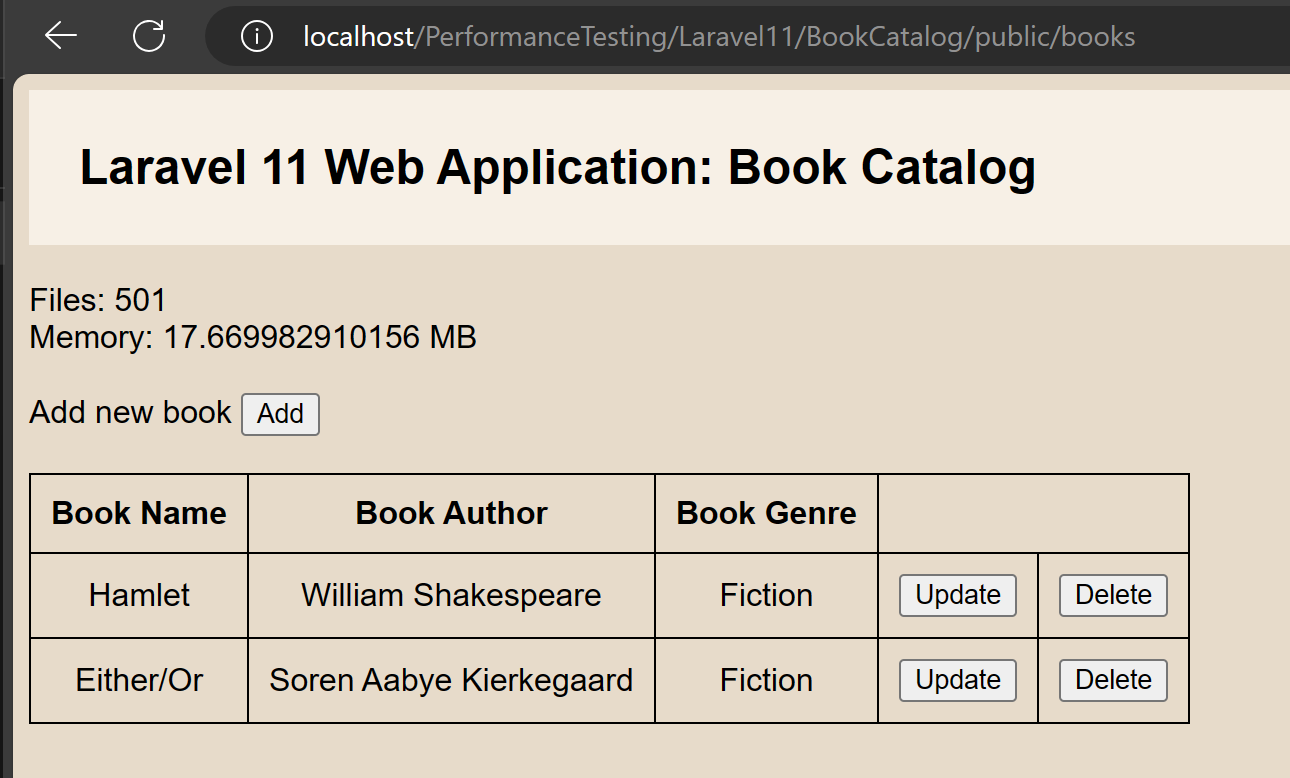 localhost/PerformanceTesting/Laravel11/BookCatalog/public/books
Laravel 11 Web Application: Book Catalog
Files: 501
Memory: 17.669982910156 MB
Add new book Add
Book Name Book Author Book Genre
Hamlet William Shakespeare Fiction Update Delete
Either/Or Soren Aabye Kierkegaard Fiction Update Delete